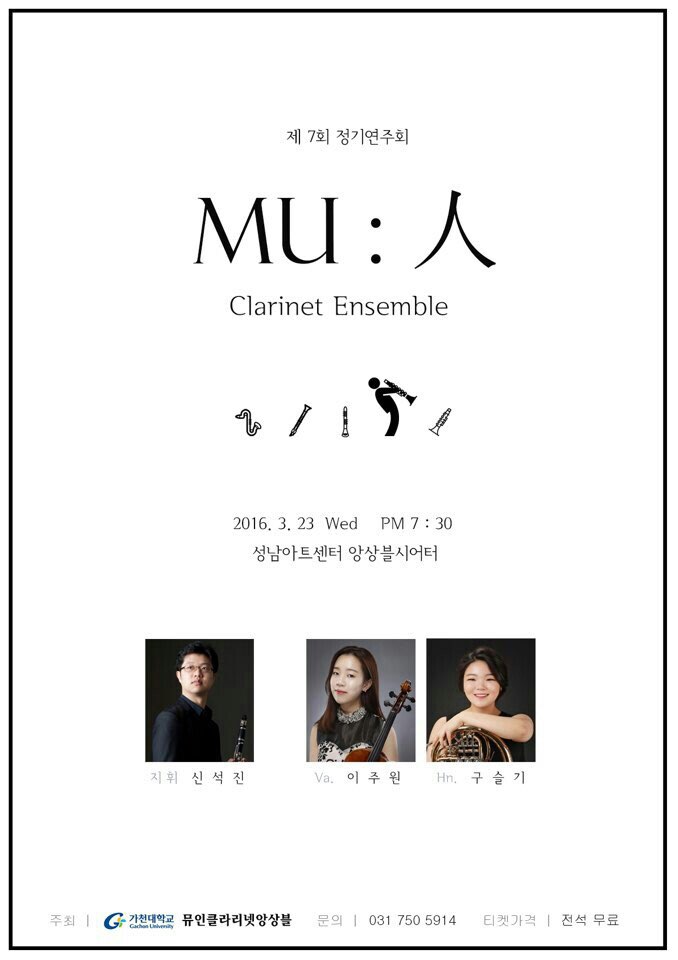 제 7회 정기연주회
MU : 人
Clarinet Ensemble
2016. 3. 23 Wed PM 7 : 30
성남아트센터 앙상블시어터
지휘 신석진
Va. 이주원
Hn. 구슬기
주최 | 가천대학교 Gachon University 뮤인클라리넷앙상블 문의 | 031 750 5914 티켓가격 | 전석 무료